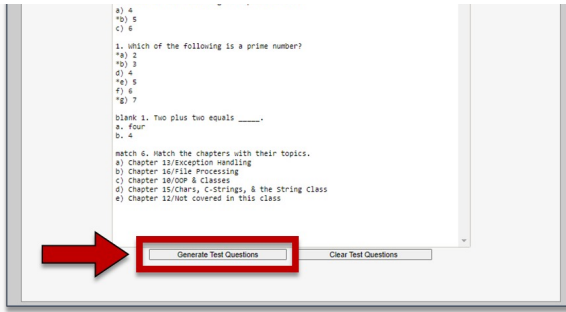 a) 4
*b) 5
c) 6
1. Which of the following is a prime number?
*a) 2
*b) 3
d) 4
*e) 5
f) 6
*g) 7
blank 1. Two plus two equals _____.
a. four
b. 4
match 6. Match the chapters with their topics.
a) Chapter 13/Exception Handling
b) Chapter 16/File Processing
c) Chapter 10/OOP & Classes
d) Chapter 15/Chars, C-Strings, & the String Class
e) Chapter 12/Not covered in this class
Generate Test Questions Clear Test Questions